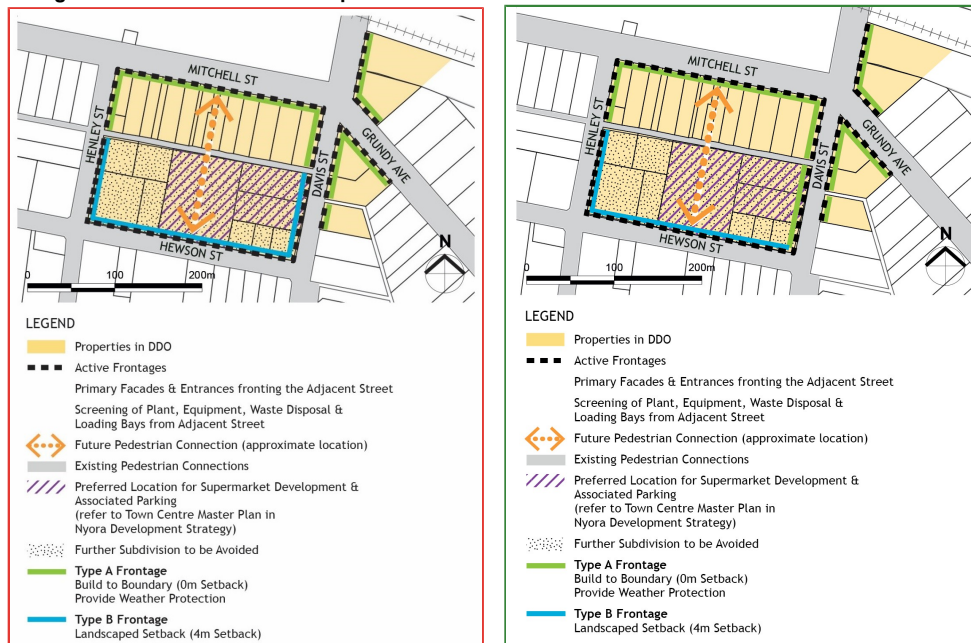 MITCHELL ST
HENLEY ST
GRUNDY AVE
DAVIS ST
HEWSON ST
N
0 100 200m
LEGEND
Properties in DDO
Active Frontages
Primary Facades & Entrances fronting the Adjacent Street
Screening of Plant, Equipment, Waste Disposal &
Loading Bays from Adjacent Street
Future Pedestrian Connection (approximate location)
Existing Pedestrian Connections
Preferred Location for Supermarket Development &
Associated Parking
(refer to Town Centre Master Plan in
Nyora Development Strategy)
Further Subdivision to be Avoided
Type A Frontage
Build to Boundary (0m Setback)
Provide Weather Protection
Type B Frontage
Landscaped Setback (4m Setback)
MITCHELL ST
HENLEY ST
GRUNDY AVE
DAVIS ST
HEWSON ST
N
0 100 200m
LEGEND
Properties in DDO
Active Frontages
Primary Facades & Entrances fronting the Adjacent Street
Screening of Plant, Equipment, Waste Disposal &
Loading Bays from Adjacent Street
Future Pedestrian Connection (approximate location)
Existing Pedestrian Connections
Preferred Location for Supermarket Development &
Associated Parking
(refer to Town Centre Master Plan in
Nyora Development Strategy)
Further Subdivision to be Avoided
Type A Frontage
Build to Boundary (0m Setback)
Provide Weather Protection
Type B Frontage
Landscaped Setback (4m Setback)